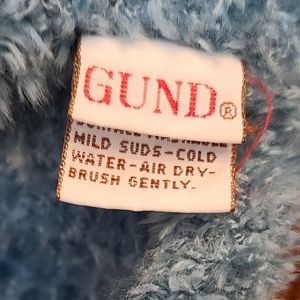 GUND®
MILD SUDS-COLD
WATER-AIR DRY-
BRUSH GENTLY.